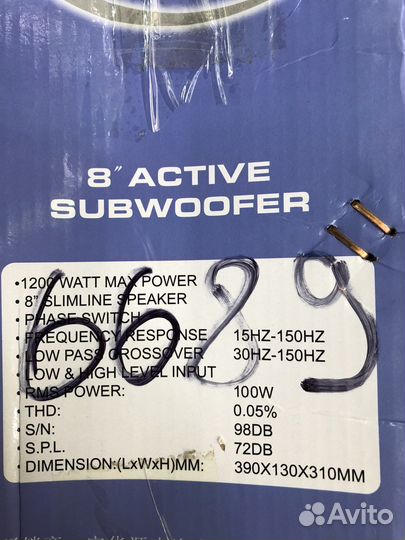 8" ACTIVE
SUBWOOFER
•1200 WATT MAX POWER
•8" SLIMLINE SPEAKER
•PHASE SWITCH
•FREQUENCY RESPONSE 15HZ-150HZ
•LOW PASS CROSSOVER 30HZ-150HZ
•LOW & HIGH LEVEL INPUT
•RMS POWER: 100W
•THD: 0.05%
•S/N: 98DB
•S.P.L: 72DB
•DIMENSION:(LxWxH)MM: 390X130X310MM
6689
Avito